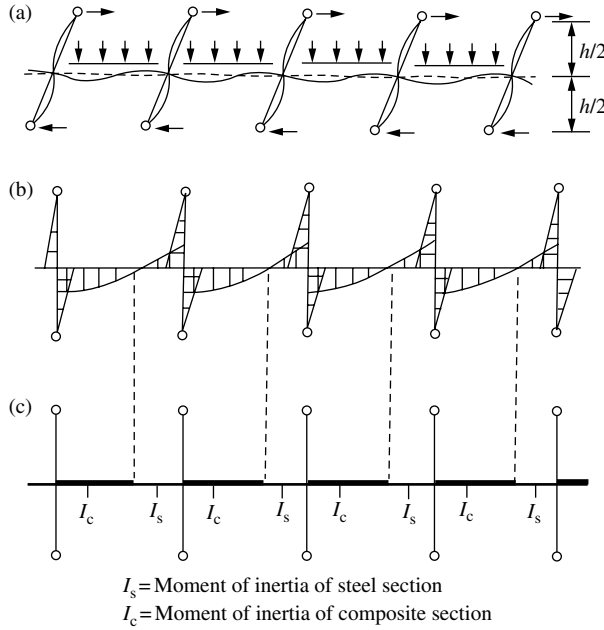 (a)
h/2
h/2
(b)
(c)
I_c I_s I_c I_s I_c I_s I_c I_s
I_s = Moment of inertia of steel section
I_c = Moment of inertia of composite section